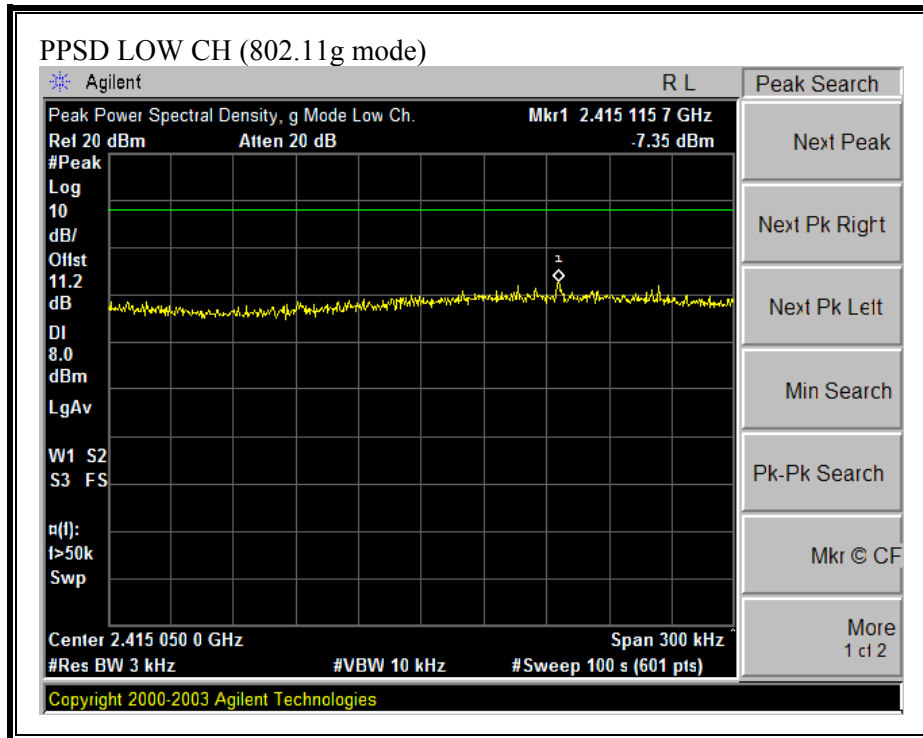 PPSD LOW CH (802.11g mode)
Agilent R L
Peak Power Spectral Density, g Mode Low Ch. Mkr1 2.415 115 7 GHz
Ref 20 dBm Atten 20 dB -7.35 dBm
#Peak
Log
10
dB/
Offst
11.2
dB
DI
8.0
dBm
LgAv
W1 S2
S3 FS
¤(f):
f>50k
Swp
1
Center 2.415 050 0 GHz Span 300 kHz ^
#Res BW 3 kHz #VBW 10 kHz #Sweep 100 s (601 pts)
Copyright 2000-2003 Agilent Technologies
Peak Search
Next Peak
Next Pk Right
Next Pk Left
Min Search
Pk-Pk Search
Mkr © CF
More
1 of 2